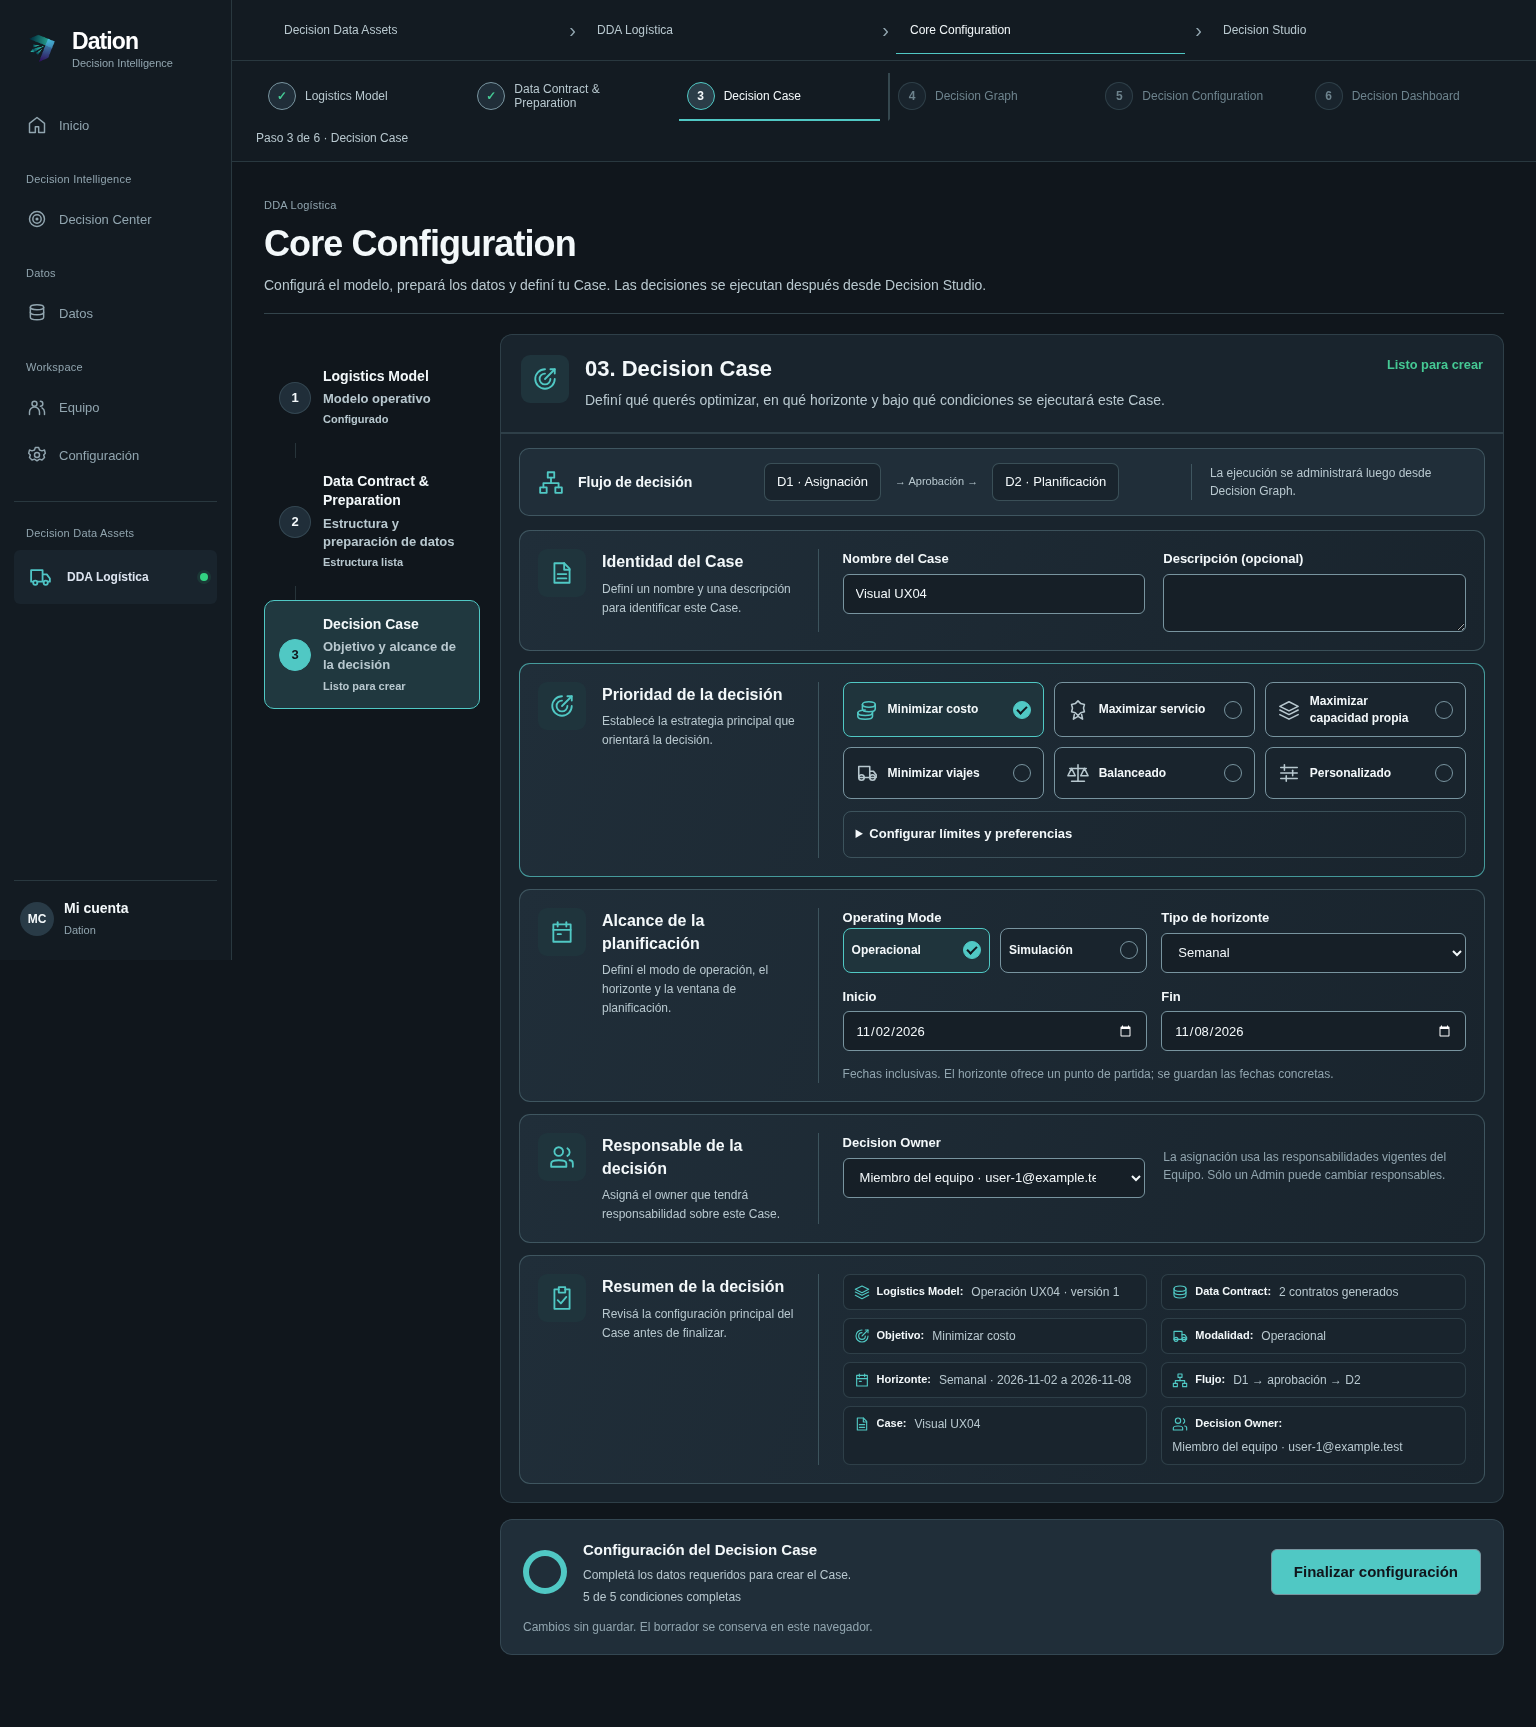 Dation
Decision Intelligence
Inicio
Decision Intelligence
Decision Center
Datos
Datos
Workspace
Equipo
Configuración
Decision Data Assets
DDA Logística
MC
Mi cuenta
Dation
Decision Data Assets › DDA Logística › Core Configuration › Decision Studio
✓ Logistics Model
✓ Data Contract &
Preparation
3 Decision Case
4 Decision Graph
5 Decision Configuration
6 Decision Dashboard
Paso 3 de 6 · Decision Case
DDA Logística
Core Configuration
Configurá el modelo, prepará los datos y definí tu Case. Las decisiones se ejecutan después desde Decision Studio.
1
Logistics Model
Modelo operativo
Configurado
2
Data Contract &
Preparation
Estructura y
preparación de datos
Estructura lista
3
Decision Case
Objetivo y alcance de
la decisión
Listo para crear
03. Decision Case
Listo para crear
Definí qué querés optimizar, en qué horizonte y bajo qué condiciones se ejecutará este Case.
Flujo de decisión
D1 · Asignación → Aprobación → D2 · Planificación
La ejecución se administrará luego desde
Decision Graph.
Identidad del Case
Definí un nombre y una descripción
para identificar este Case.
Nombre del Case
Visual UX04
Descripción (opcional)
Prioridad de la decisión
Establecé la estrategia principal que
orientará la decisión.
Minimizar costo
Maximizar servicio
Maximizar
capacidad propia
Minimizar viajes
Balanceado
Personalizado
▶ Configurar límites y preferencias
Alcance de la
planificación
Definí el modo de operación, el
horizonte y la ventana de
planificación.
Operating Mode
Operacional
Simulación
Tipo de horizonte
Semanal
Inicio
11/02/2026
Fin
11/08/2026
Fechas inclusivas. El horizonte ofrece un punto de partida; se guardan las fechas concretas.
Responsable de la
decisión
Asigná el owner que tendrá
responsabilidad sobre este Case.
Decision Owner
Miembro del equipo · user-1@example.te
La asignación usa las responsabilidades vigentes del
Equipo. Sólo un Admin puede cambiar responsables.
Resumen de la decisión
Revisá la configuración principal del
Case antes de finalizar.
Logistics Model: Operación UX04 · versión 1
Data Contract: 2 contratos generados
Objetivo: Minimizar costo
Modalidad: Operacional
Horizonte: Semanal · 2026-11-02 a 2026-11-08
Flujo: D1 → aprobación → D2
Case: Visual UX04
Decision Owner:
Miembro del equipo · user-1@example.test
Configuración del Decision Case
Completá los datos requeridos para crear el Case.
5 de 5 condiciones completas
Finalizar configuración
Cambios sin guardar. El borrador se conserva en este navegador.